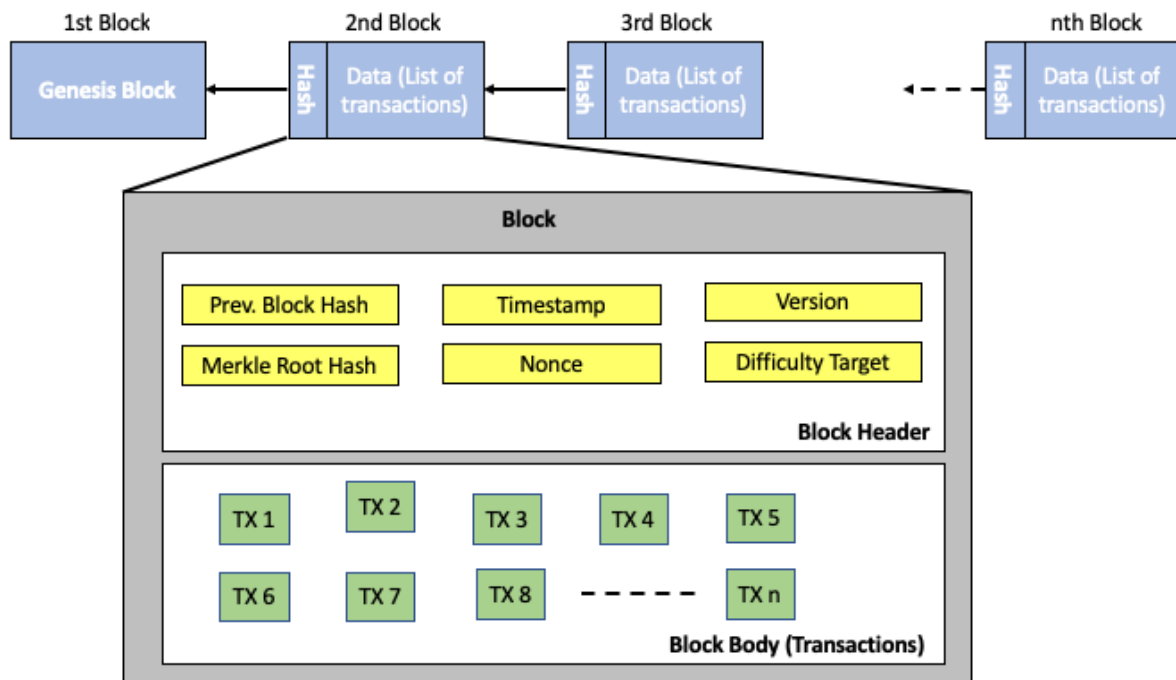 1st Block
2nd Block
3rd Block
nth Block
Genesis Block
Hash
Data (List of
transactions)
Hash
Data (List of
transactions)
Hash
Data (List of
transactions)
Block
Prev. Block Hash
Timestamp
Version
Merkle Root Hash
Nonce
Difficulty Target
Block Header
TX 1
TX 2
TX 3
TX 4
TX 5
TX 6
TX 7
TX 8
TX n
Block Body (Transactions)